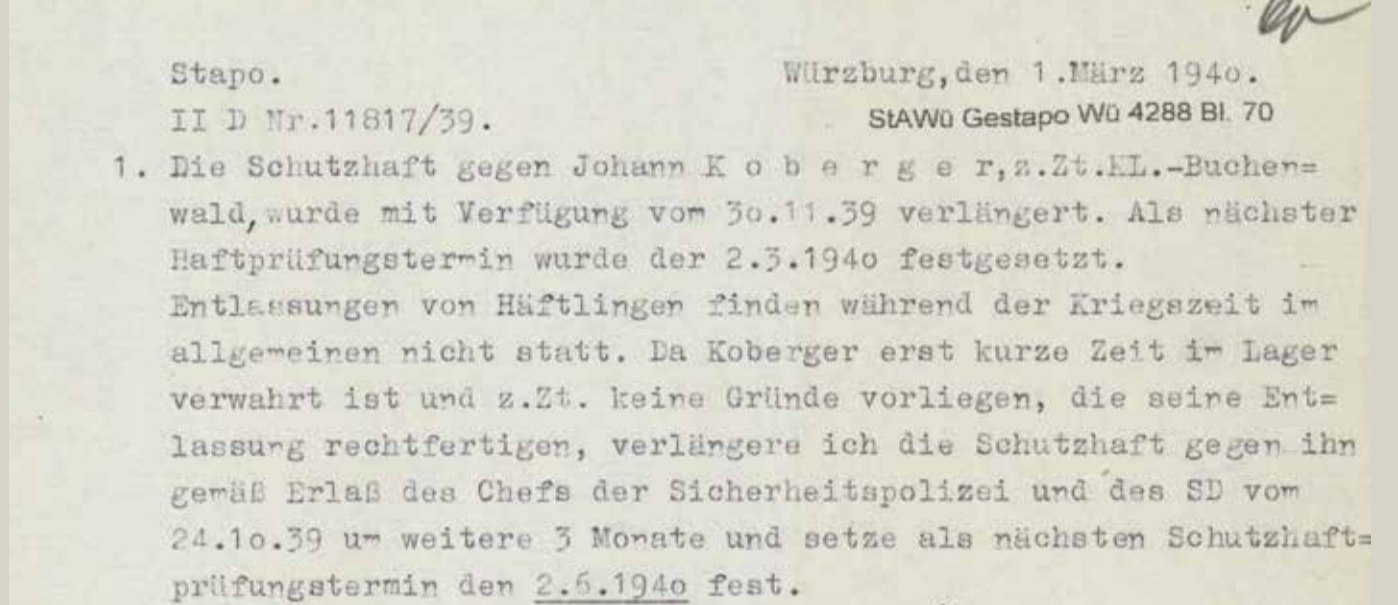 Stapo. Würzburg,den 1.März 194o.
II D Nr.11817/39. StAWü Gestapo Wü 4288 Bl. 70
1. Die Schutzhaft gegen Johann K o b e r g e r,z.Zt.KL.-Buchen=
wald,wurde mit Verfügung vom 3o.11.39 verlängert. Als nächster
Haftprüfungstermin wurde der 2.3.194o festgesetzt.
Entlassungen von Häftlingen finden während der Kriegszeit im
allgemeinen nicht statt. Da Koberger erst kurze Zeit im Lager
verwahrt ist und z.Zt. keine Gründe vorliegen, die seine Ent=
lassung rechtfertigen, verlängere ich die Schutzhaft gegen ihn
gemäß Erlaß des Chefs der Sicherheitspolizei und des SD vom
24.1o.39 um weitere 3 Monate und setze als nächsten Schutzhaft=
prüfungstermin den 2.6.194o fest.